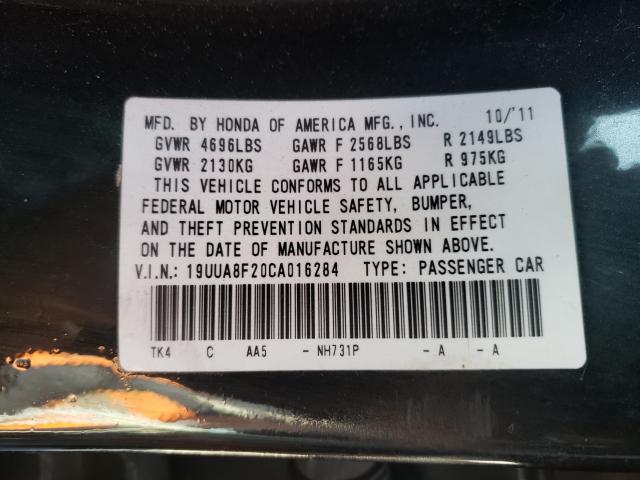 MFD. BY HONDA OF AMERICA MFG., INC. 10/'11
GVWR 4696LBS GAWR F 2568LBS R 2149LBS
GVWR 2130KG GAWR F 1165KG R 975KG
THIS VEHICLE CONFORMS TO ALL APPLICABLE
FEDERAL MOTOR VEHICLE SAFETY, BUMPER,
AND THEFT PREVENTION STANDARDS IN EFFECT
ON THE DATE OF MANUFACTURE SHOWN ABOVE.
V.I.N.: 19UUA8F20CA016284 TYPE: PASSENGER CAR
TK4 C AA5 - NH731P - A - A